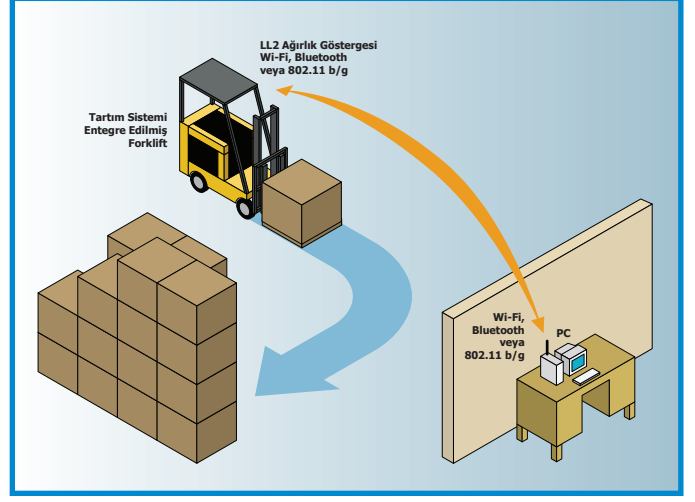 LL2 Ağırlık Göstergesi
Wi-Fi, Bluetooth
veya 802.11 b/g
Tartım Sistemi
Entegre Edilmiş
Forklift
Wi-Fi,
Bluetooth
veya
802.11 b/g
PC